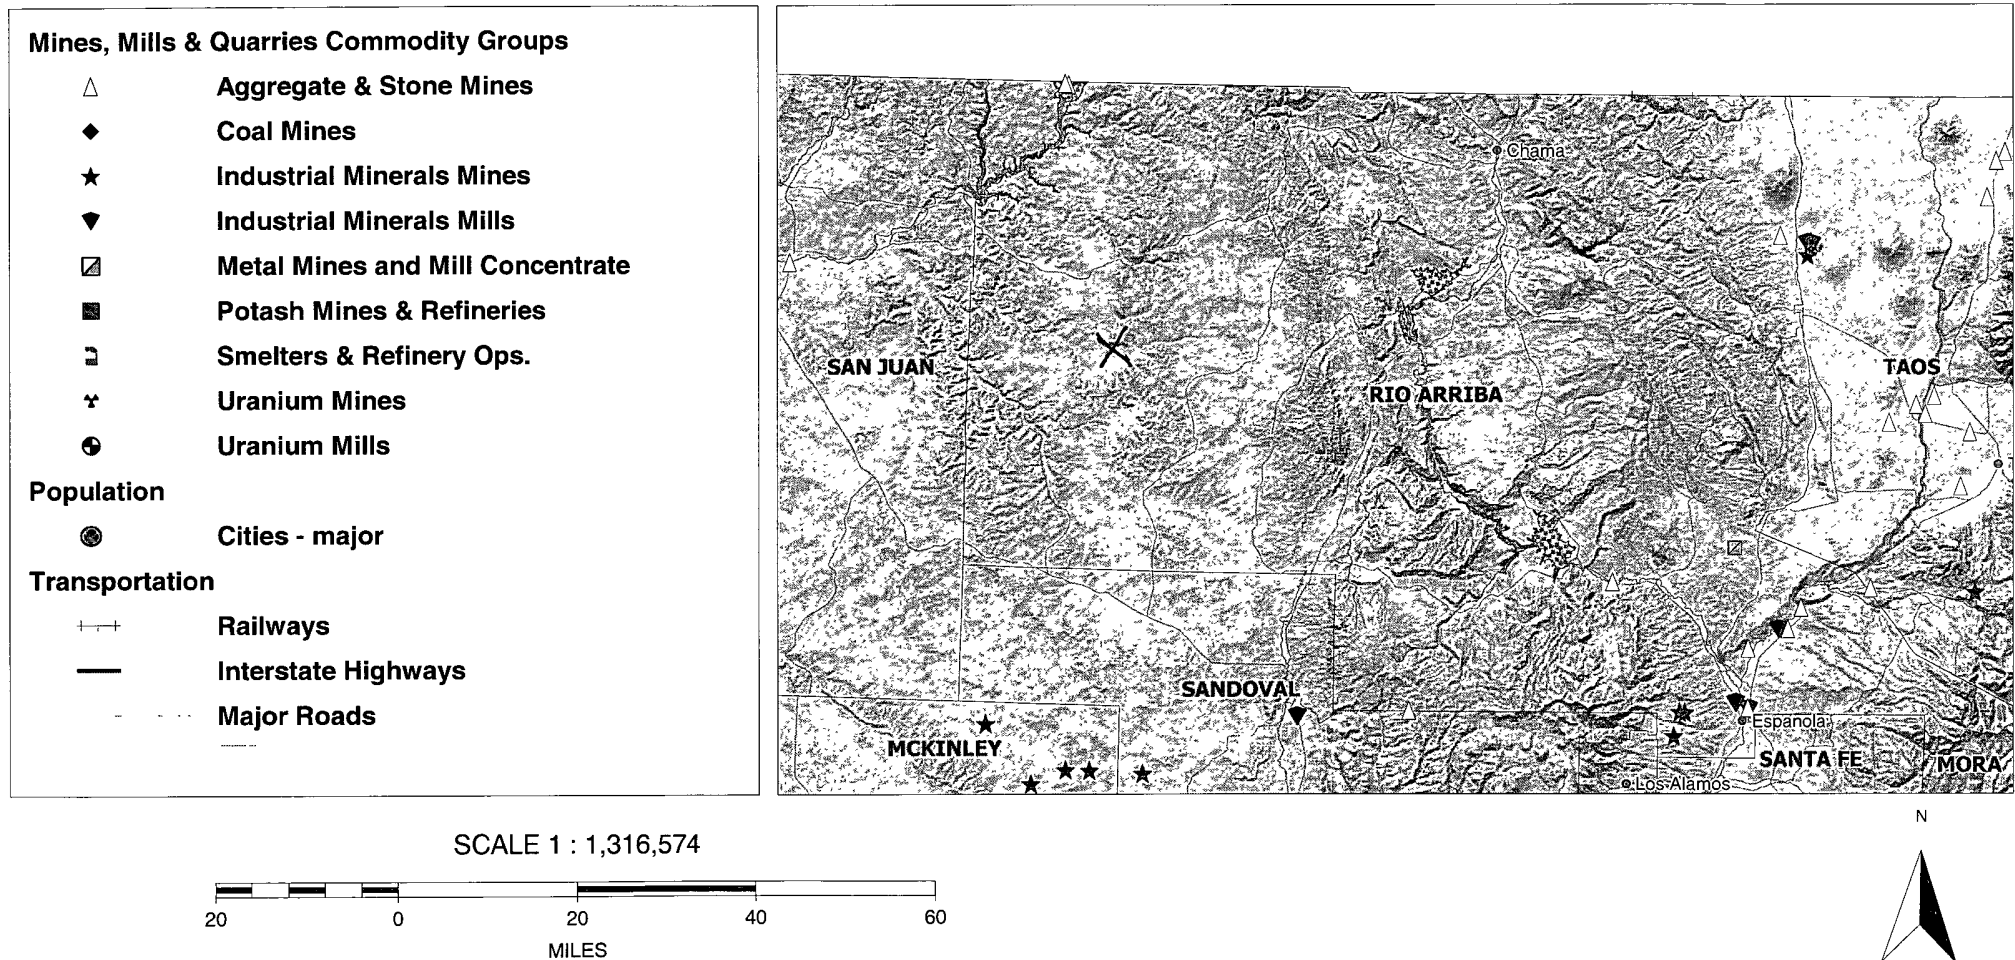 Mines, Mills & Quarries Commodity Groups
Aggregate & Stone Mines
Coal Mines
Industrial Minerals Mines
Industrial Minerals Mills
Metal Mines and Mill Concentrate
Potash Mines & Refineries
Smelters & Refinery Ops.
Uranium Mines
Uranium Mills
Population
Cities - major
Transportation
Railways
Interstate Highways
Major Roads
Chama
SAN JUAN
RIO ARRIBA
TAOS
SANDOVAL
MCKINLEY
Espanola
SANTA FE
MORA
Los Alamos
SCALE 1 : 1,316,574
20 0 20 40 60
MILES
N